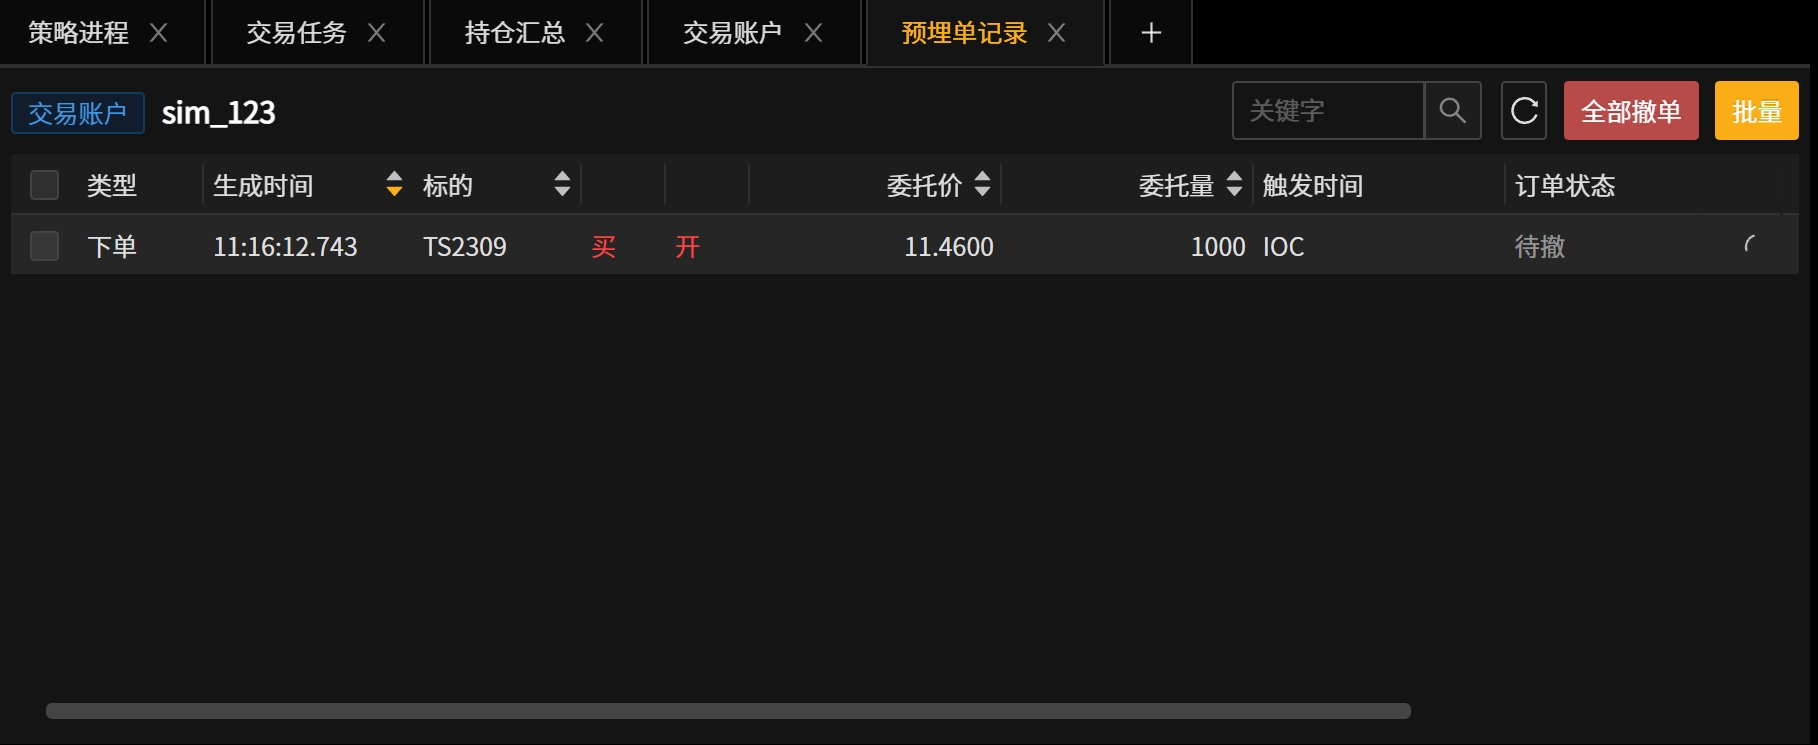 策略进程 交易任务 持仓汇总 交易账户 预埋单记录
交易账户 sim_123 关键字 全部撤单 批量
类型 生成时间 标的 委托价 委托量 触发时间 订单状态
下单 11:16:12.743 TS2309 买 开 11.4600 1000 IOC 待撤